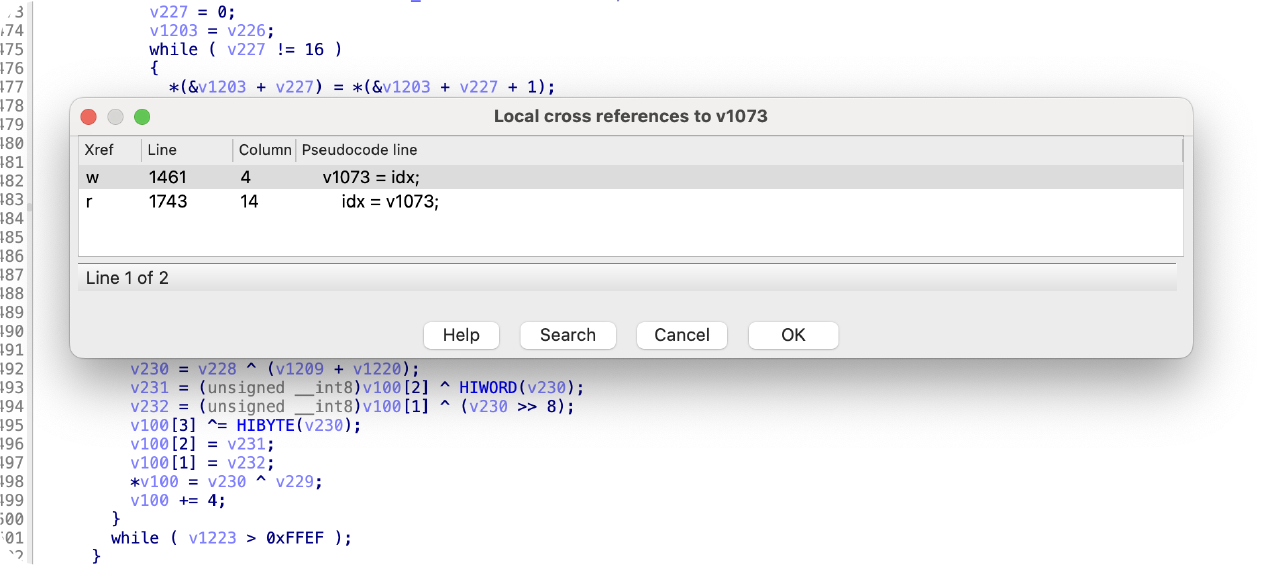 v227 = 0;
474 v1203 = v226;
475 while ( v227 != 16 )
476 {
477 *(&v1203 + v227) = *(&v1203 + v227 + 1);
478
479
480
481
482
483
484
485
486
487
488
489
490
491
Local cross references to v1073
Xref Line Column Pseudocode line
w 1461 4 v1073 = idx;
r 1743 14 idx = v1073;
Line 1 of 2
Help Search Cancel OK
492 v230 = v228 ^ (v1209 + v1220);
493 v231 = (unsigned __int8)v100[2] ^ HIWORD(v230);
494 v232 = (unsigned __int8)v100[1] ^ (v230 >> 8);
495 v100[3] ^= HIBYTE(v230);
496 v100[2] = v231;
497 v100[1] = v232;
498 *v100 = v230 ^ v229;
499 v100 += 4;
500 }
501 while ( v1223 > 0xFFEF );
}